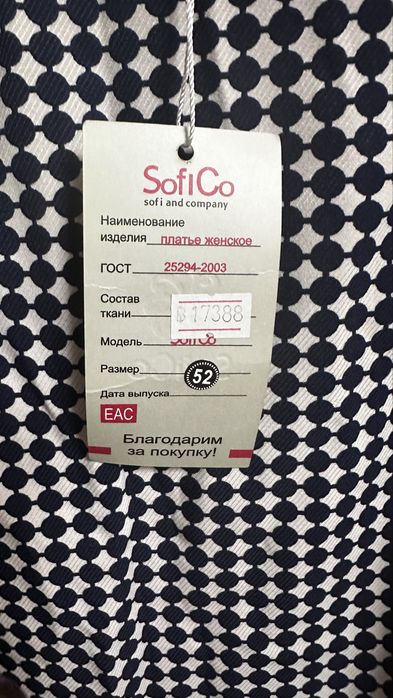 SofiCo
sofi and company
Наименование
изделия платье женское
ГОСТ 25294-2003
Состав
ткани 17388
Модель SofiCo
Размер 52
Дата выпуска
EAC
Благодарим
за покупку!